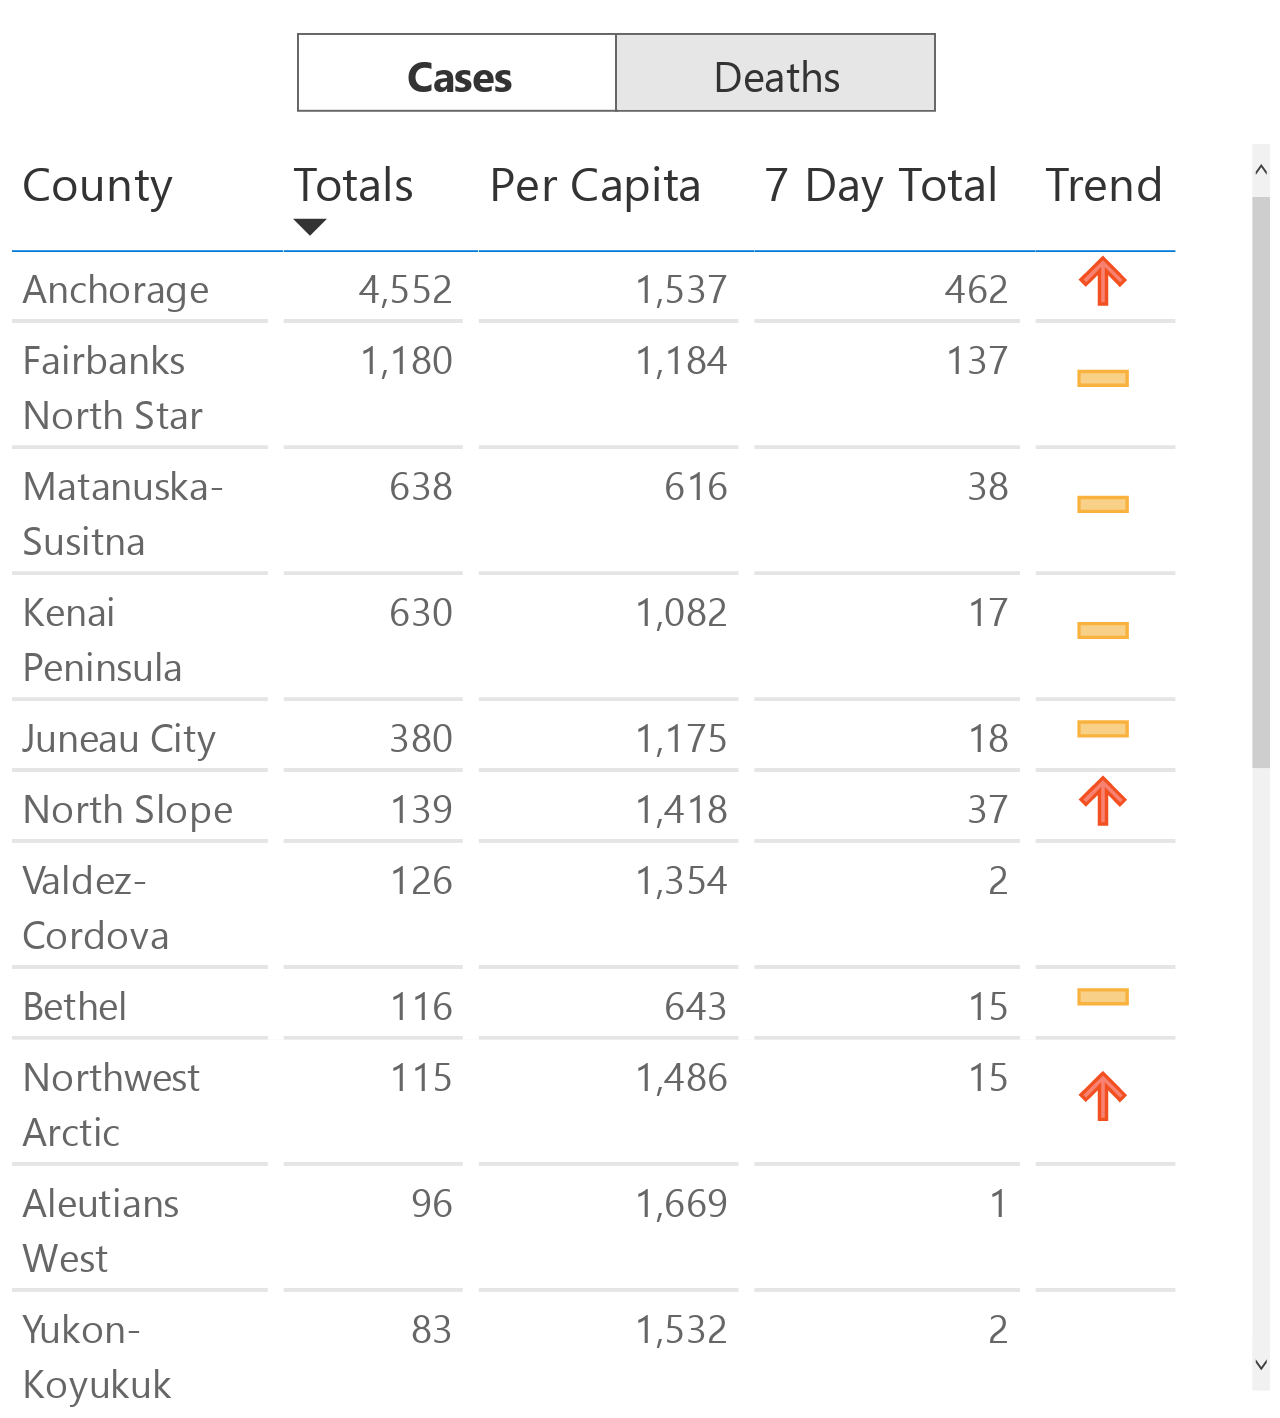 Cases Deaths
County Totals Per Capita 7 Day Total Trend
Anchorage 4,552 1,537 462
Fairbanks 1,180 1,184 137
North Star
Matanuska- 638 616 38
Susitna
Kenai 630 1,082 17
Peninsula
Juneau City 380 1,175 18
North Slope 139 1,418 37
Valdez- 126 1,354 2
Cordova
Bethel 116 643 15
Northwest 115 1,486 15
Arctic
Aleutians 96 1,669 1
West
Yukon- 83 1,532 2
Koyukuk